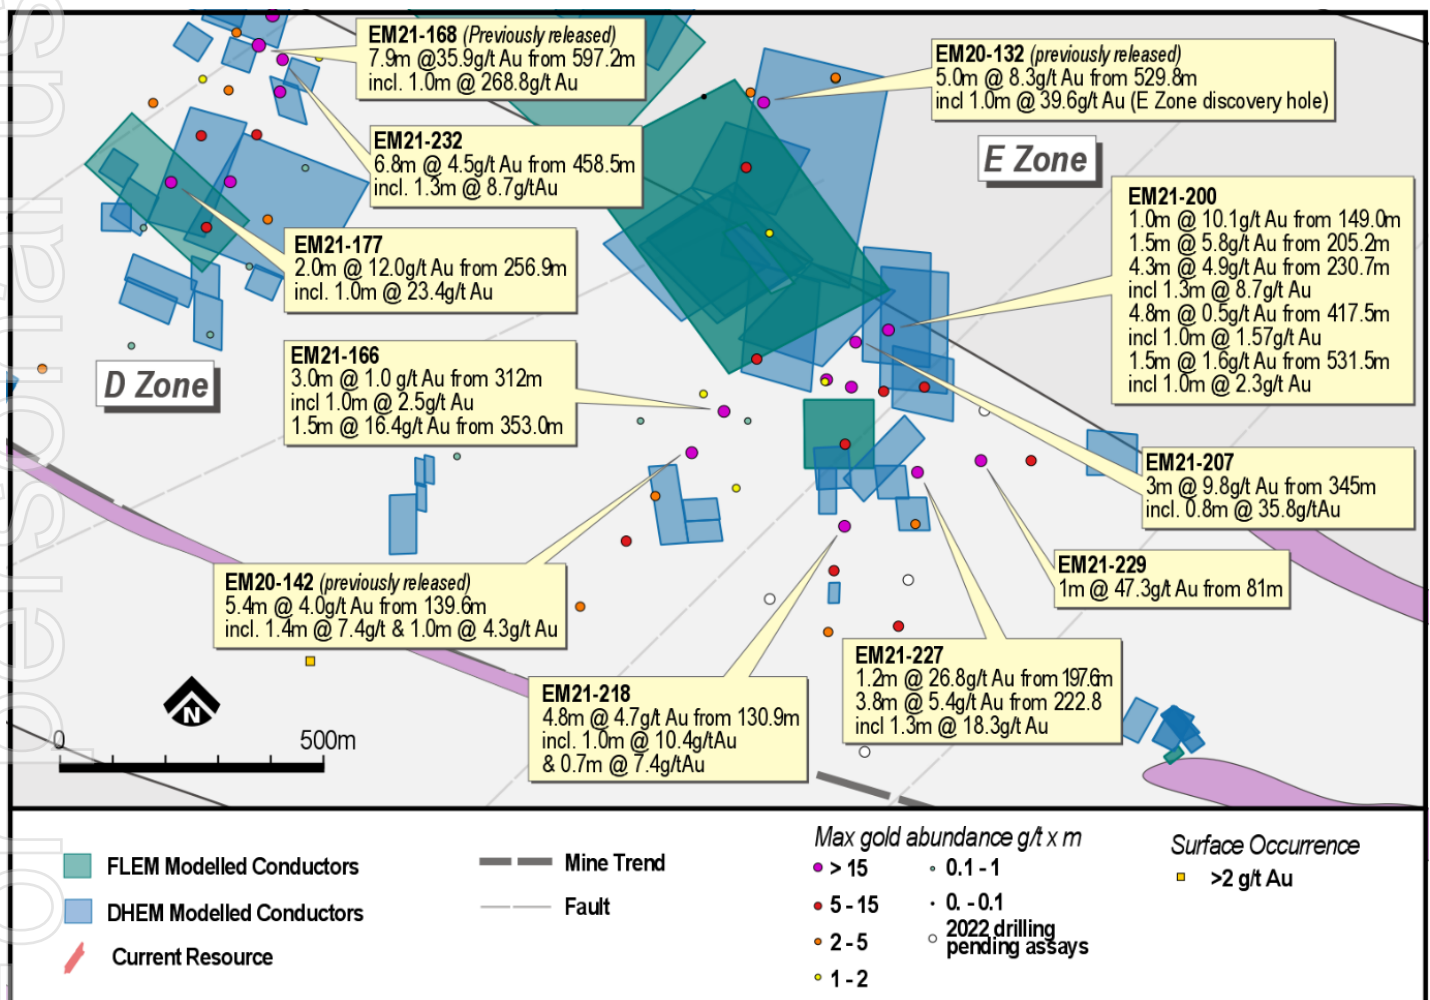 For personal use
EM21-168 (Previously released)
7.9m @35.9g/t Au from 597.2m
incl. 1.0m @ 268.8g/t Au
EM20-132 (previously released)
5.0m @ 8.3g/t Au from 529.8m
incl 1.0m @ 39.6g/t Au (E Zone discovery hole)
EM21-232
6.8m @ 4.5g/t Au from 458.5m
incl. 1.3m @ 8.7g/tAu
E Zone
EM21-200
1.0m @ 10.1g/t Au from 149.0m
1.5m @ 5.8g/t Au from 205.2m
4.3m @ 4.9g/t Au from 230.7m
incl 1.3m @ 8.7g/t Au
4.8m @ 0.5g/t Au from 417.5m
incl 1.0m @ 1.57g/t Au
1.5m @ 1.6g/t Au from 531.5m
incl 1.0m @ 2.3g/t Au
EM21-177
2.0m @ 12.0g/t Au from 256.9m
incl. 1.0m @ 23.4g/t Au
D Zone
EM21-166
3.0m @ 1.0 g/t Au from 312m
incl 1.0m @ 2.5g/t Au
1.5m @ 16.4g/t Au from 353.0m
EM21-207
3m @ 9.8g/t Au from 345m
incl. 0.8m @ 35.8g/tAu
EM21-229
1m @ 47.3g/t Au from 81m
EM20-142 (previously released)
5.4m @ 4.0g/t Au from 139.6m
incl. 1.4m @ 7.4g/t & 1.0m @ 4.3g/t Au
EM21-227
1.2m @ 26.8g/t Au from 197.6m
3.8m @ 5.4g/t Au from 222.8
incl 1.3m @ 18.3g/t Au
EM21-218
4.8m @ 4.7g/t Au from 130.9m
incl. 1.0m @ 10.4g/tAu
& 0.7m @ 7.4g/tAu
N
0 500m
FLEM Modelled Conductors
DHEM Modelled Conductors
Current Resource
Mine Trend
Fault
Max gold abundance g/t x m
> 15
5 - 15
2 - 5
1 - 2
0.1 - 1
0. - 0.1
2022 drilling
pending assays
Surface Occurrence
>2 g/t Au